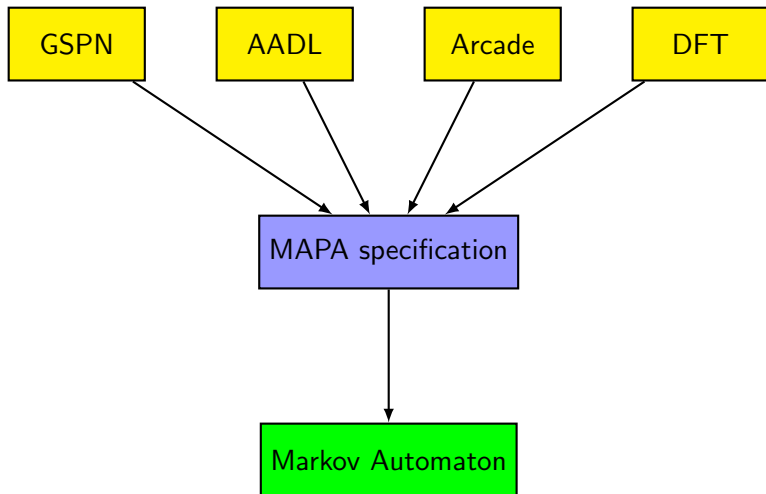 GSPN
AADL
Arcade
DFT
MAPA specification
Markov Automaton